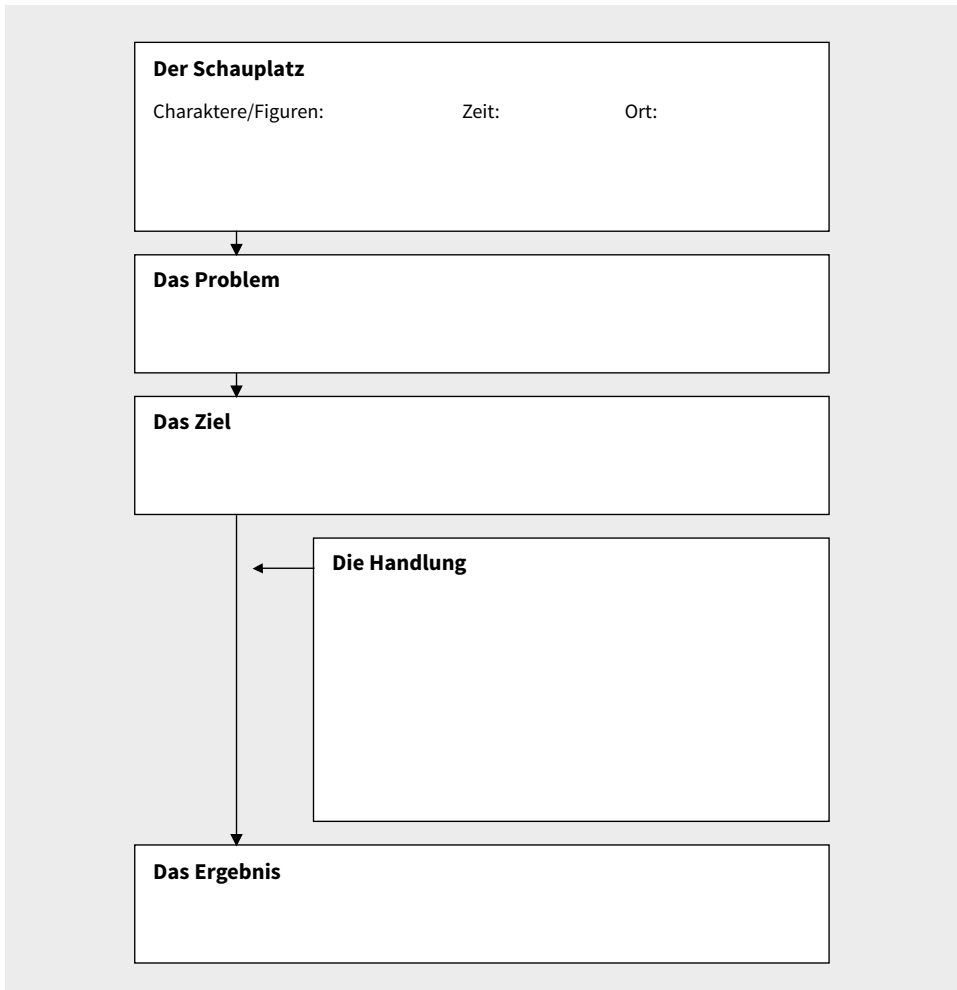 Der Schauplatz
Charaktere/Figuren: Zeit: Ort:
Das Problem
Das Ziel
Die Handlung
Das Ergebnis